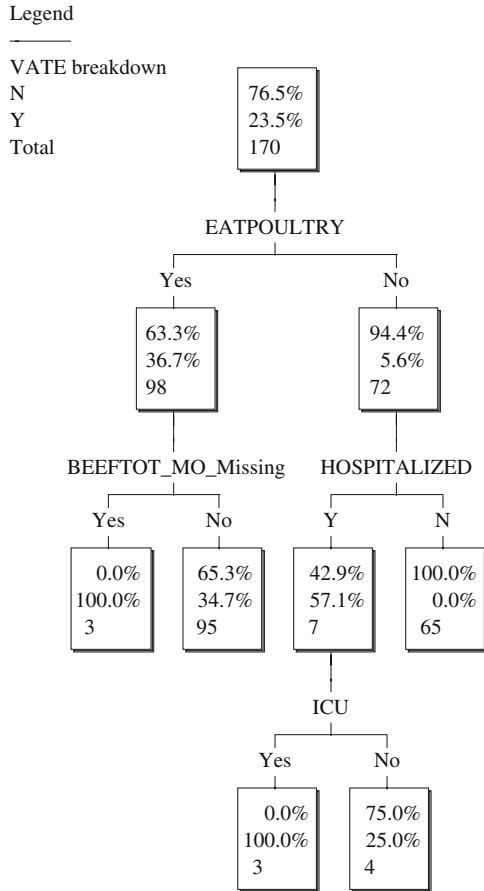 Legend
VATE breakdown
N
Y
Total
76.5%
23.5%
170
EATPOULTRY
Yes No
63.3%
36.7%
98
94.4%
5.6%
72
BEEFTOT_MO_Missing HOSPITALIZED
Yes No Y N
0.0%
100.0%
3
65.3%
34.7%
95
42.9%
57.1%
7
100.0%
0.0%
65
ICU
Yes No
0.0%
100.0%
3
75.0%
25.0%
4